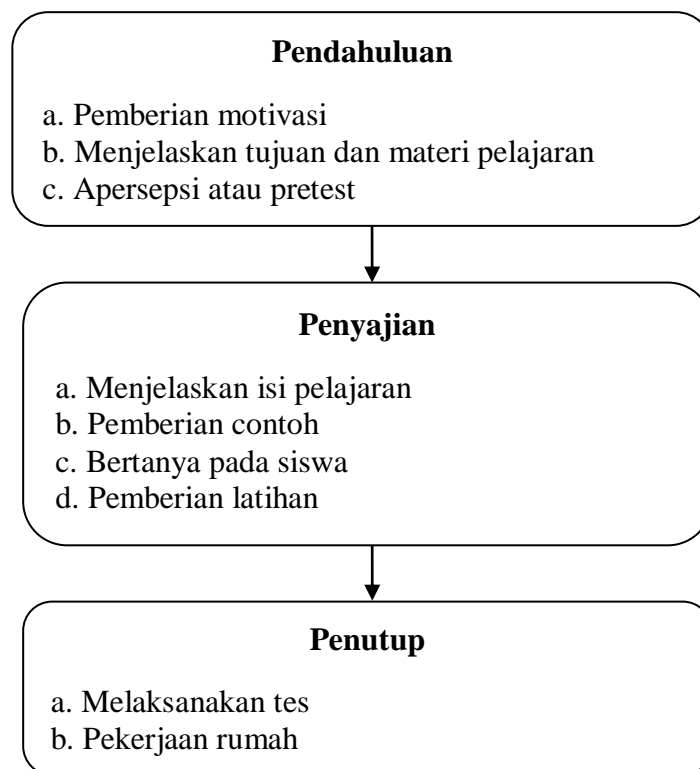 Pendahuluan
a. Pemberian motivasi
b. Menjelaskan tujuan dan materi pelajaran
c. Apersepsi atau pretest
Penyajian
a. Menjelaskan isi pelajaran
b. Pemberian contoh
c. Bertanya pada siswa
d. Pemberian latihan
Penutup
a. Melaksanakan tes
b. Pekerjaan rumah